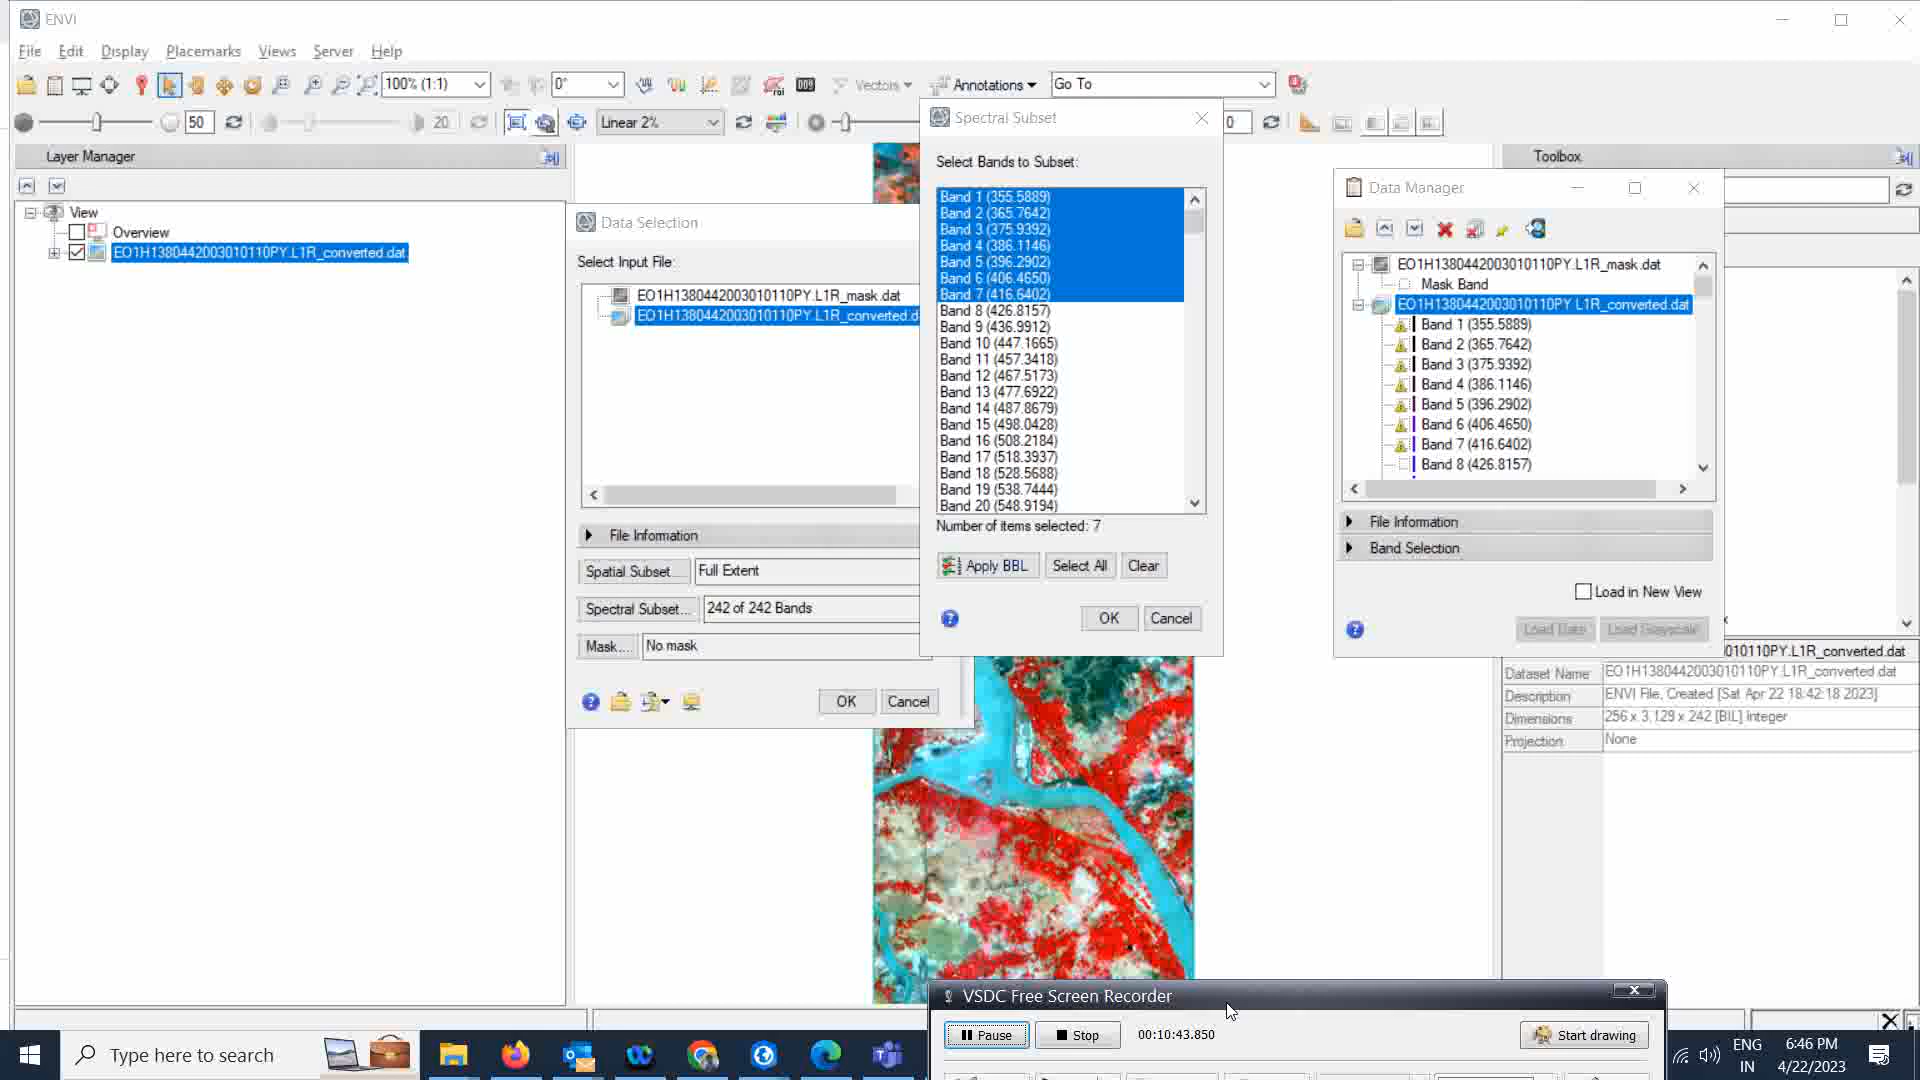 ENVI
File Edit Display Placemarks Views Server Help
100% (1:1) 0° Vectors Annotations Go To
50 20 Linear 2% 0
Layer Manager
View
Overview
EO1H1380442003010110PY.L1R_converted.dat
Data Selection
Select Input File:
EO1H1380442003010110PY.L1R_mask.dat
EO1H1380442003010110PY.L1R_converted.d
File Information
Spatial Subset... Full Extent
Spectral Subset... 242 of 242 Bands
Mask... No mask
OK Cancel
Spectral Subset
Select Bands to Subset:
Band 1 (355.5889)
Band 2 (365.7642)
Band 3 (375.9392)
Band 4 (386.1146)
Band 5 (396.2902)
Band 6 (406.4650)
Band 7 (416.6402)
Band 8 (426.8157)
Band 9 (436.9912)
Band 10 (447.1665)
Band 11 (457.3418)
Band 12 (467.5173)
Band 13 (477.6922)
Band 14 (487.8679)
Band 15 (498.0428)
Band 16 (508.2184)
Band 17 (518.3937)
Band 18 (528.5688)
Band 19 (538.7444)
Band 20 (548.9194)
Number of items selected: 7
Apply BBL Select All Clear
OK Cancel
Toolbox
Data Manager
EO1H1380442003010110PY.L1R_mask.dat
Mask Band
EO1H1380442003010110PY.L1R_converted.dat
Band 1 (355.5889)
Band 2 (365.7642)
Band 3 (375.9392)
Band 4 (386.1146)
Band 5 (396.2902)
Band 6 (406.4650)
Band 7 (416.6402)
Band 8 (426.8157)
File Information
Band Selection
Load in New View
Load Data Load Grayscale
010110PY.L1R_converted.dat
Dataset Name EO1H1380442003010110PY.L1R_converted.dat
Description ENVI File, Created [Sat Apr 22 18:42:18 2023]
Dimensions 256 x 3,129 x 242 [BIL] Integer
Projection None
VSDC Free Screen Recorder
Pause Stop 00:10:43.850 Start drawing
Type here to search
ENG
IN
6:46 PM
4/22/2023